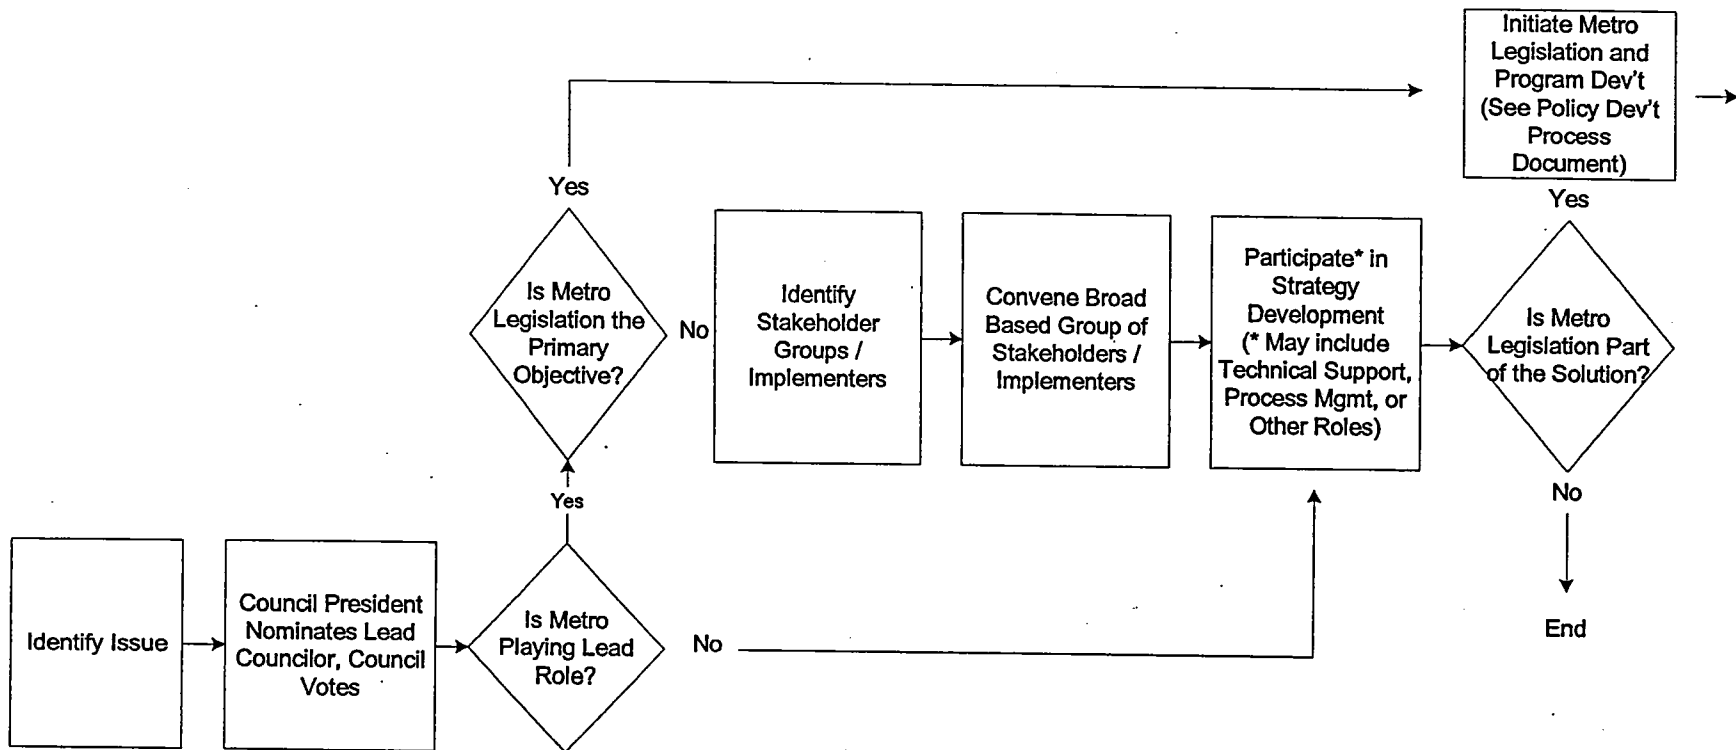 Initiate Metro
Legislation and
Program Dev't
(See Policy Dev't
Process
Document)
Yes
Yes
Is Metro
Legislation the
Primary
Objective?
No
Identify
Stakeholder
Groups /
Implementers
Convene Broad
Based Group of
Stakeholders /
Implementers
Participate* in
Strategy
Development
(* May include
Technical Support,
Process Mgmt, or
Other Roles)
Is Metro
Legislation Part
of the Solution?
Yes
No
End
Identify Issue
Council President
Nominates Lead
Councilor, Council
Votes
Is Metro
Playing Lead
Role?
No